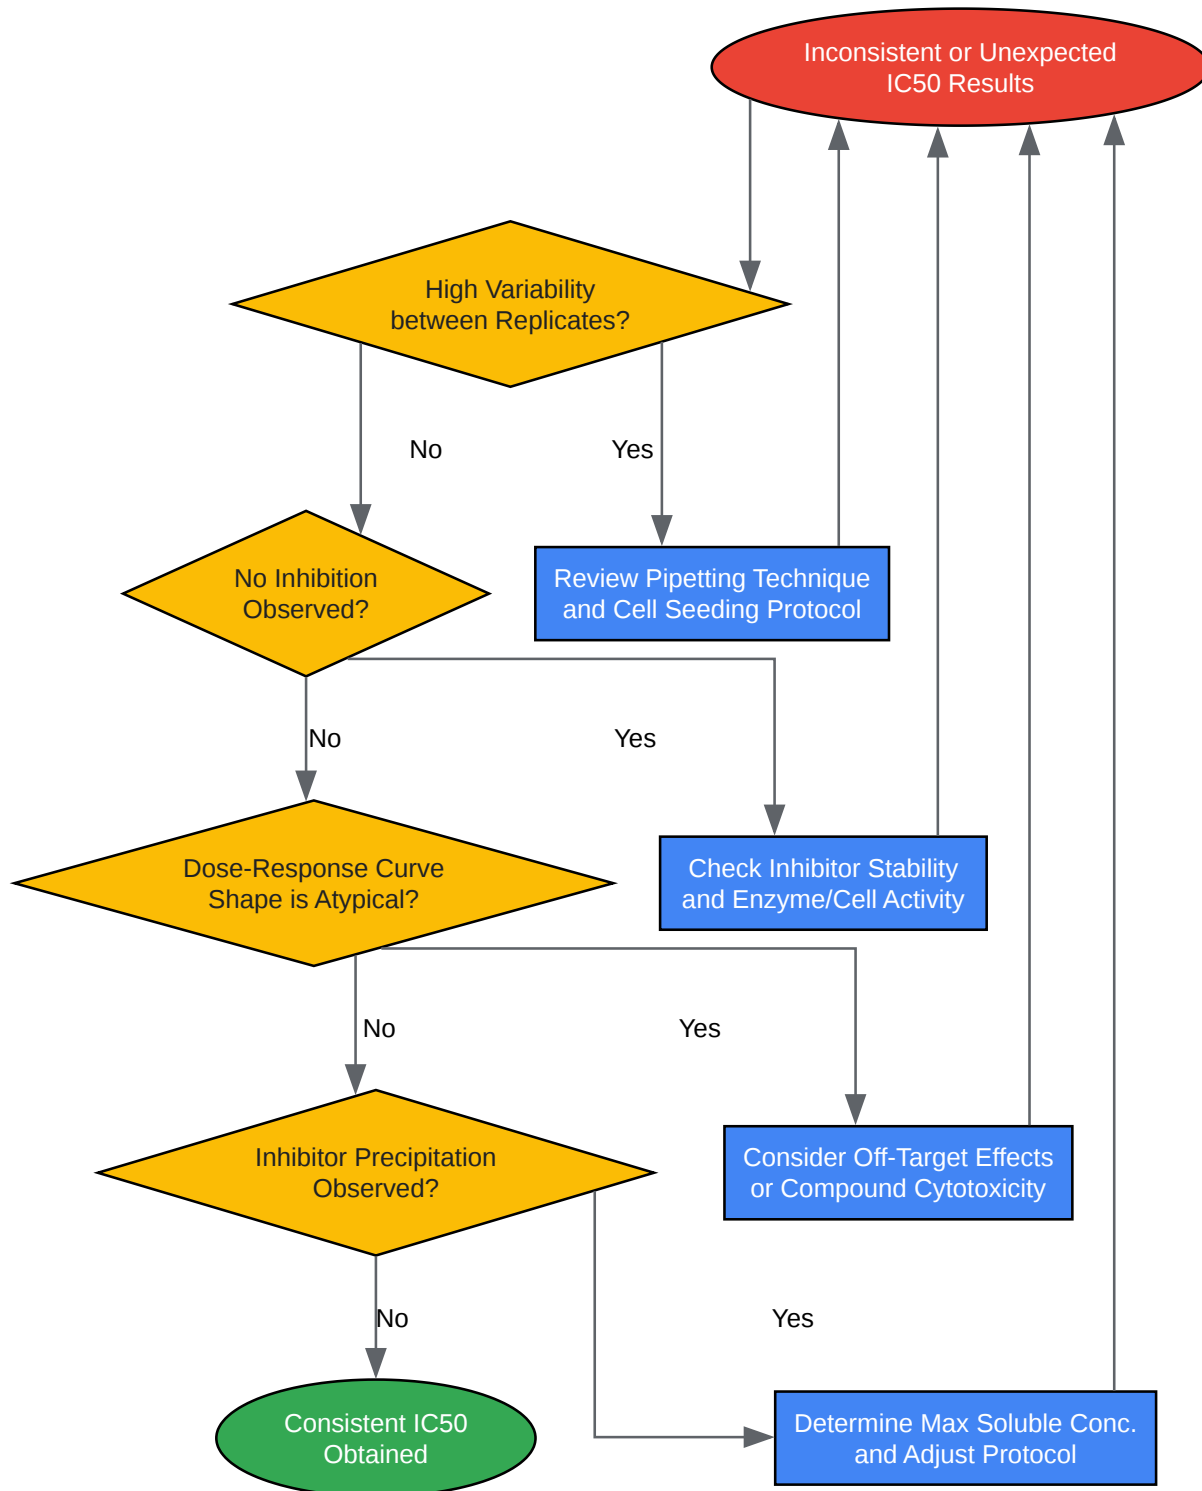 Inconsistent or Unexpected
IC50 Results
High Variability
between Replicates?
No
Yes
No Inhibition
Observed?
Review Pipetting Technique
and Cell Seeding Protocol
No
Yes
Dose-Response Curve
Shape is Atypical?
Check Inhibitor Stability
and Enzyme/Cell Activity
No
Yes
Inhibitor Precipitation
Observed?
Consider Off-Target Effects
or Compound Cytotoxicity
No
Yes
Consistent IC50
Obtained
Determine Max Soluble Conc.
and Adjust Protocol